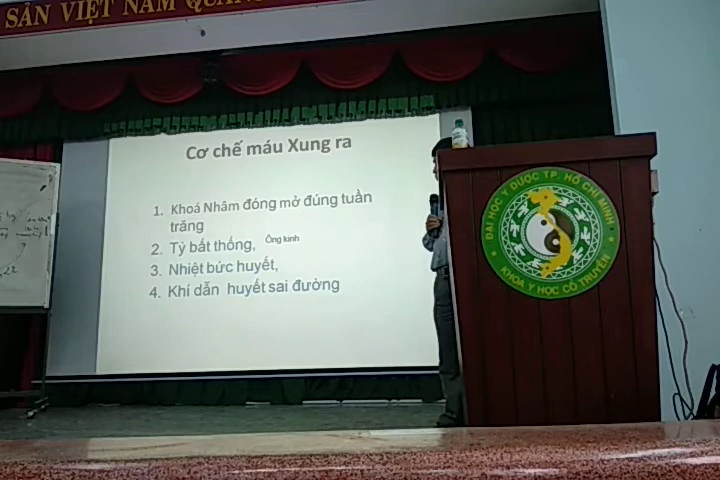 SẢN VIỆT NAM QUANG
Cơ chế máu Xung ra
1. Khoá Nhâm đóng mở đúng tuần
trăng
2. Tỳ bất thống, Ông kinh
3. Nhiệt bức huyết,
4. Khí dẫn huyết sai đường
ĐẠI HỌC Y DƯỢC TP. HỒ CHÍ MINH
KHOA Y HỌC CỔ TRUYỀN